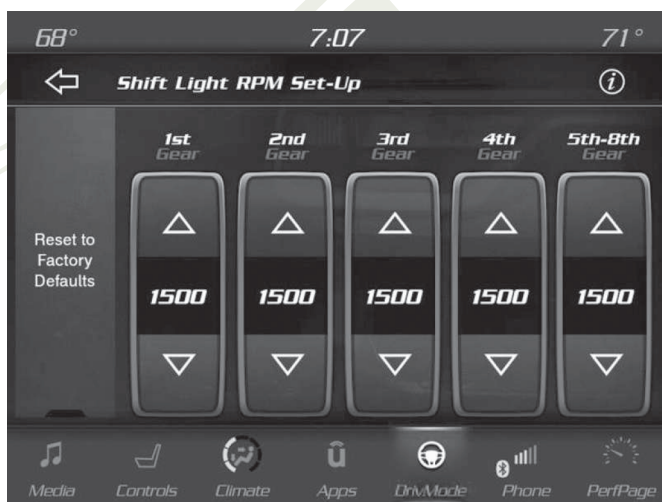 68° 7:07 71°
Shift Light RPM Set-Up i
1st 2nd 3rd 4th 5th-8th
Gear Gear Gear Gear Gear
Reset to
Factory
Defaults
1500 1500 1500 1500 1500
û
Media Controls Climate Apps DrivMode Phone PerfPage